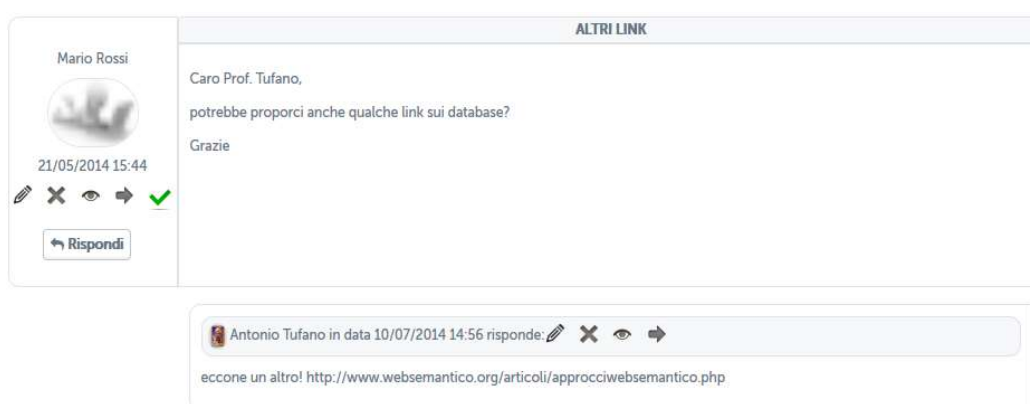 ALTRI LINK
Mario Rossi
21/05/2014 15:44
Rispondi
Caro Prof. Tufano,
potrebbe proporci anche qualche link sui database?
Grazie
Antonio Tufano in data 10/07/2014 14:56 risponde:
eccone un altro! http://www.websemantico.org/articoli/approcciwebsemantico.php